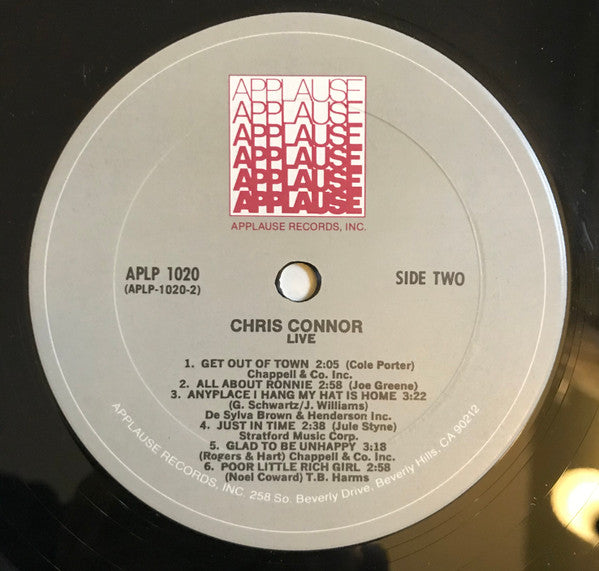 APPLAUSE
APPLAUSE
APPLAUSE
APPLAUSE
APPLAUSE
APPLAUSE
APPLAUSE RECORDS, INC.
APLP 1020
(APLP-1020-2)
SIDE TWO
CHRIS CONNOR
LIVE
1. GET OUT OF TOWN 2:05 (Cole Porter)
Chappell & Co. Inc.
2. ALL ABOUT RONNIE 2:58 (Joe Greene)
3. ANYPLACE I HANG MY HAT IS HOME 3:22
(G. Schwartz/J. Williams)
De Sylva Brown & Henderson Inc.
4. JUST IN TIME 2:38 (Jule Styne)
Stratford Music Corp.
5. GLAD TO BE UNHAPPY 3:18
(Rogers & Hart) Chappell & Co. Inc.
6. POOR LITTLE RICH GIRL 2:58
(Noel Coward) T.B. Harms
APPLAUSE RECORDS, INC. 258 So. Beverly Drive, Beverly Hills, CA 90212